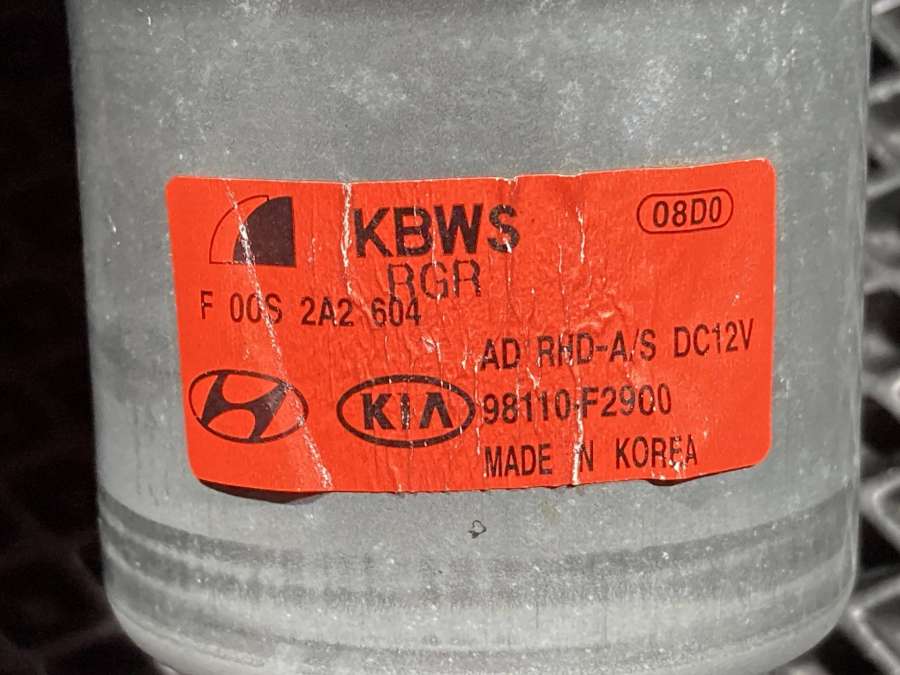 KBWS
08D0
RGR
F 00S 2A2 604
AD RHD-A/S DC12V
KIA
98110-F2900
MADE IN KOREA